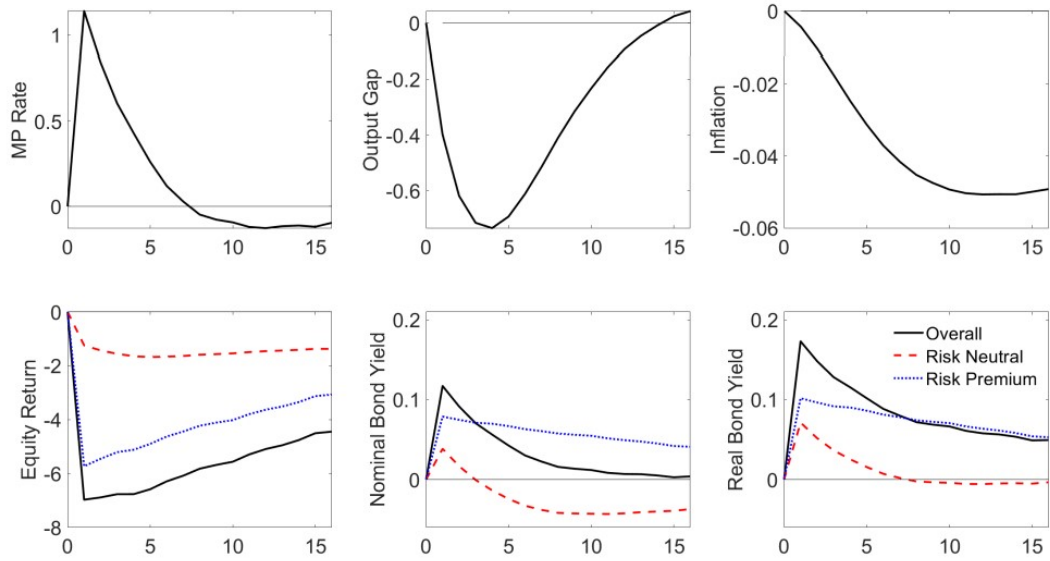 MP Rate
1
0.5
0
0 5 10 15
Output Gap
0
-0.2
-0.4
-0.6
0 5 10 15
Inflation
0
-0.02
-0.04
-0.06
0 5 10 15
Equity Return
0
-2
-4
-6
-8
0 5 10 15
Nominal Bond Yield
0.2
0.1
0
0 5 10 15
Real Bond Yield
0.2
0.1
0
0 5 10 15
Overall
Risk Neutral
Risk Premium